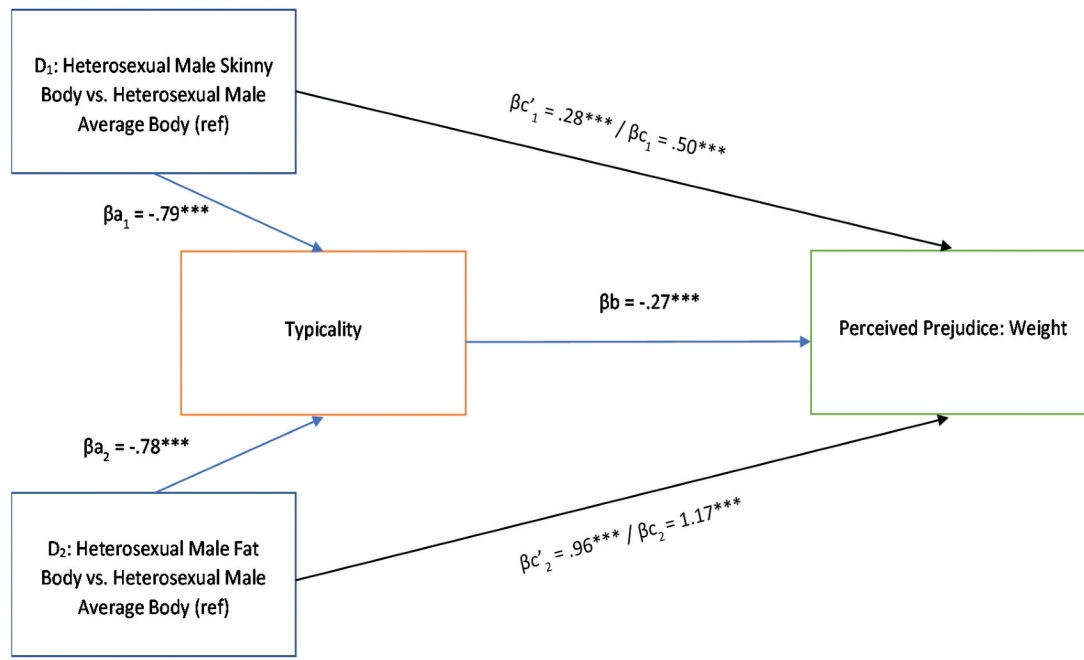 D₁: Heterosexual Male Skinny
Body vs. Heterosexual Male
Average Body (ref)
βc'₁ = .28*** / βc₁ = .50***
βa₁ = -.79***
Typicality
βb = -.27***
Perceived Prejudice: Weight
βa₂ = -.78***
D₂: Heterosexual Male Fat
Body vs. Heterosexual Male
Average Body (ref)
βc'₂ = .96*** / βc₂ = 1.17***